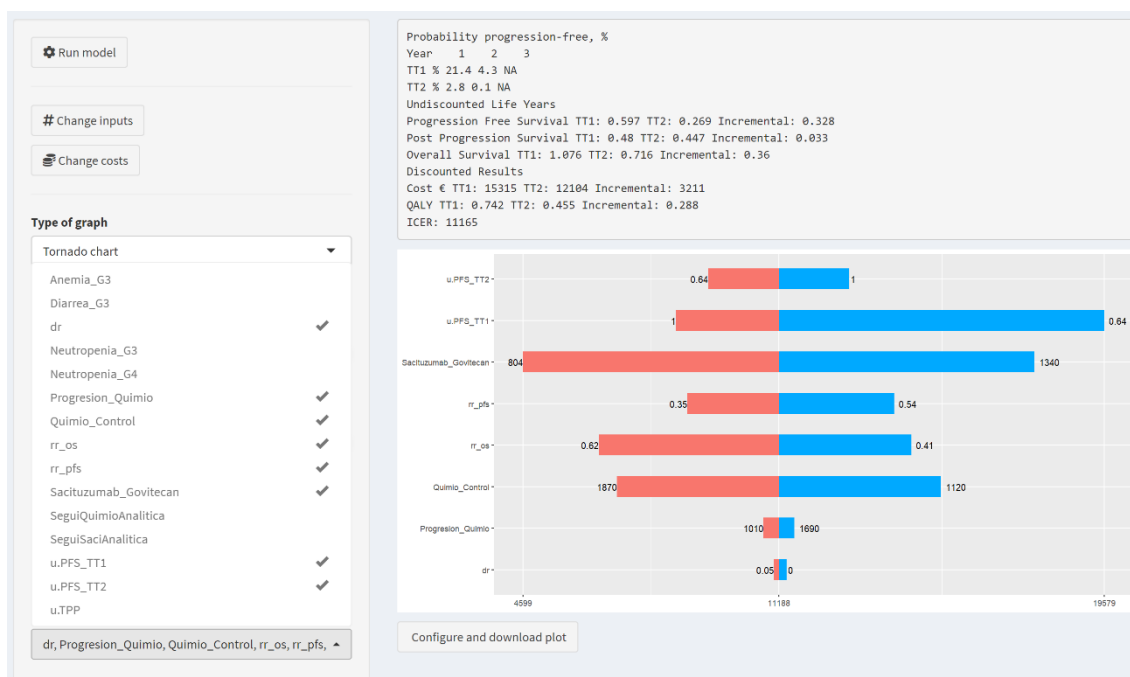 Run model
# Change inputs
Change costs
Type of graph
Tornado chart
Anemia_G3
Diarrea_G3
dr
Neutropenia_G3
Neutropenia_G4
Progresion_Quimio
Quimio_Control
rr_os
rr_pfs
Sacituzumab_Govitecan
SeguiQuimioAnalitica
SeguiSaciAnalitica
u.PFS_TT1
u.PFS_TT2
u.TPP
dr, Progresion_Quimio, Quimio_Control, rr_os, rr_pfs,
Probability progression-free, %
Year 1 2 3
TT1 % 21.4 4.3 NA
TT2 % 2.8 0.1 NA
Undiscounted Life Years
Progression Free Survival TT1: 0.597 TT2: 0.269 Incremental: 0.328
Post Progression Survival TT1: 0.48 TT2: 0.447 Incremental: 0.033
Overall Survival TT1: 1.076 TT2: 0.716 Incremental: 0.36
Discounted Results
Cost € TT1: 15315 TT2: 12104 Incremental: 3211
QALY TT1: 0.742 TT2: 0.455 Incremental: 0.288
ICER: 11165
u.PFS_TT2 0.64 1
u.PFS_TT1 1 0.64
Sacituzumab_Govitecan 804 1340
rr_pfs 0.35 0.54
rr_os 0.62 0.41
Quimio_Control 1870 1120
Progresion_Quimio 1010 1690
dr 0.05 0
4599 11188 19579
Configure and download plot